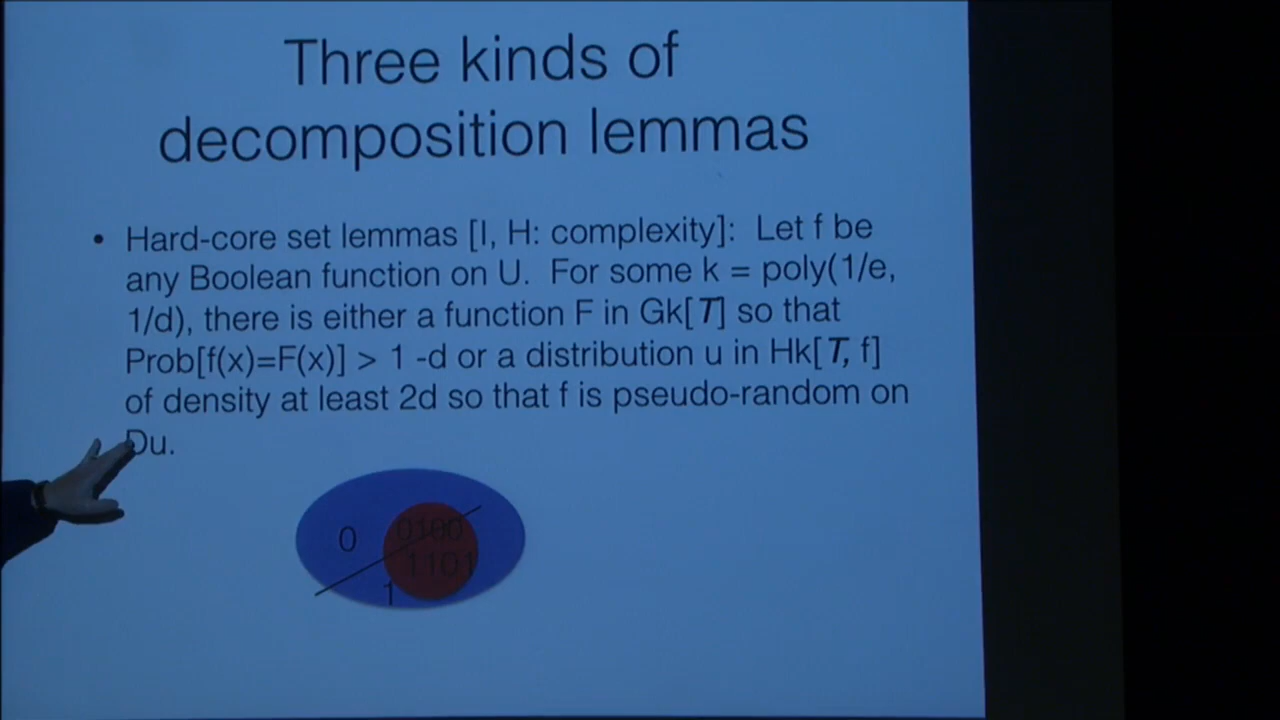 Three kinds of
decomposition lemmas
• Hard-core set lemmas [I, H: complexity]: Let f be
any Boolean function on U. For some k = poly(1/e,
1/d), there is either a function F in Gk[T] so that
Prob[f(x)=F(x)] > 1 -d or a distribution u in Hk[T, f]
of density at least 2d so that f is pseudo-random on
Du.
0
0100
1101
1